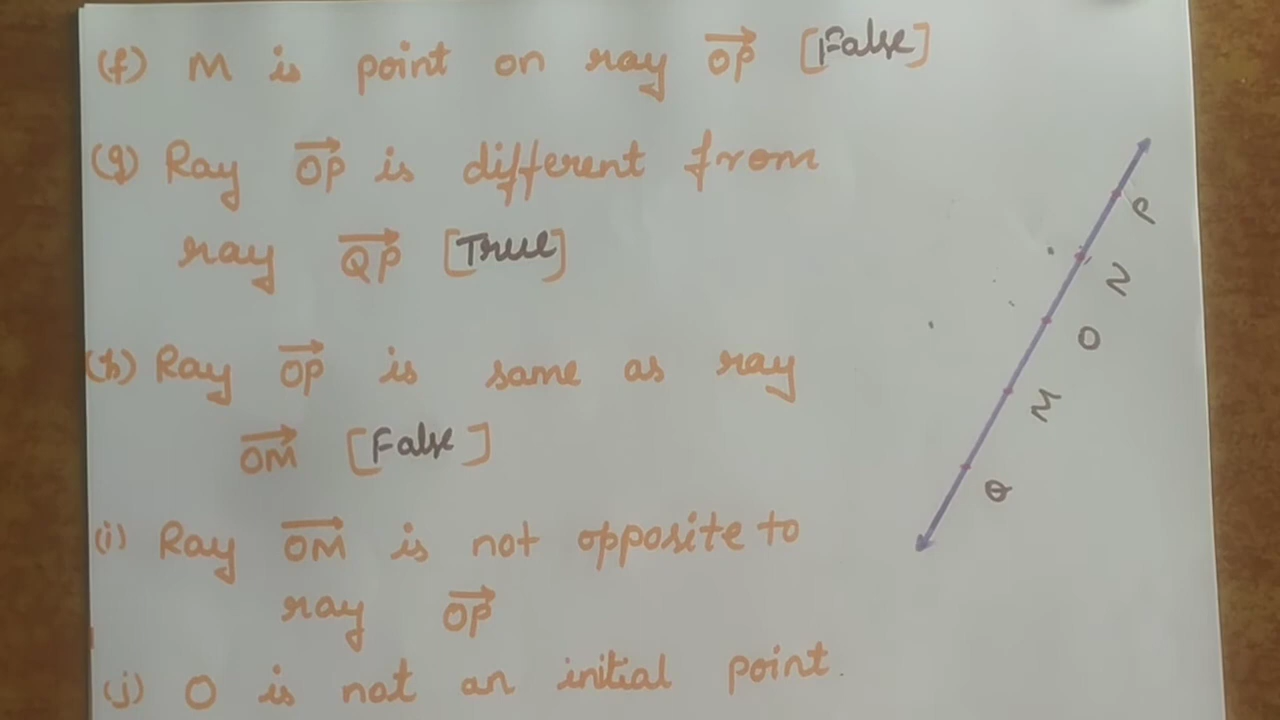 (f) M is point on ray OP [False]
(g) Ray OP is different from
ray QP [True]
(h) Ray OP is same as ray
OM [False]
(i) Ray OM is not opposite to
ray OP
(j) O is not an initial point.
P
N
O
M
Q